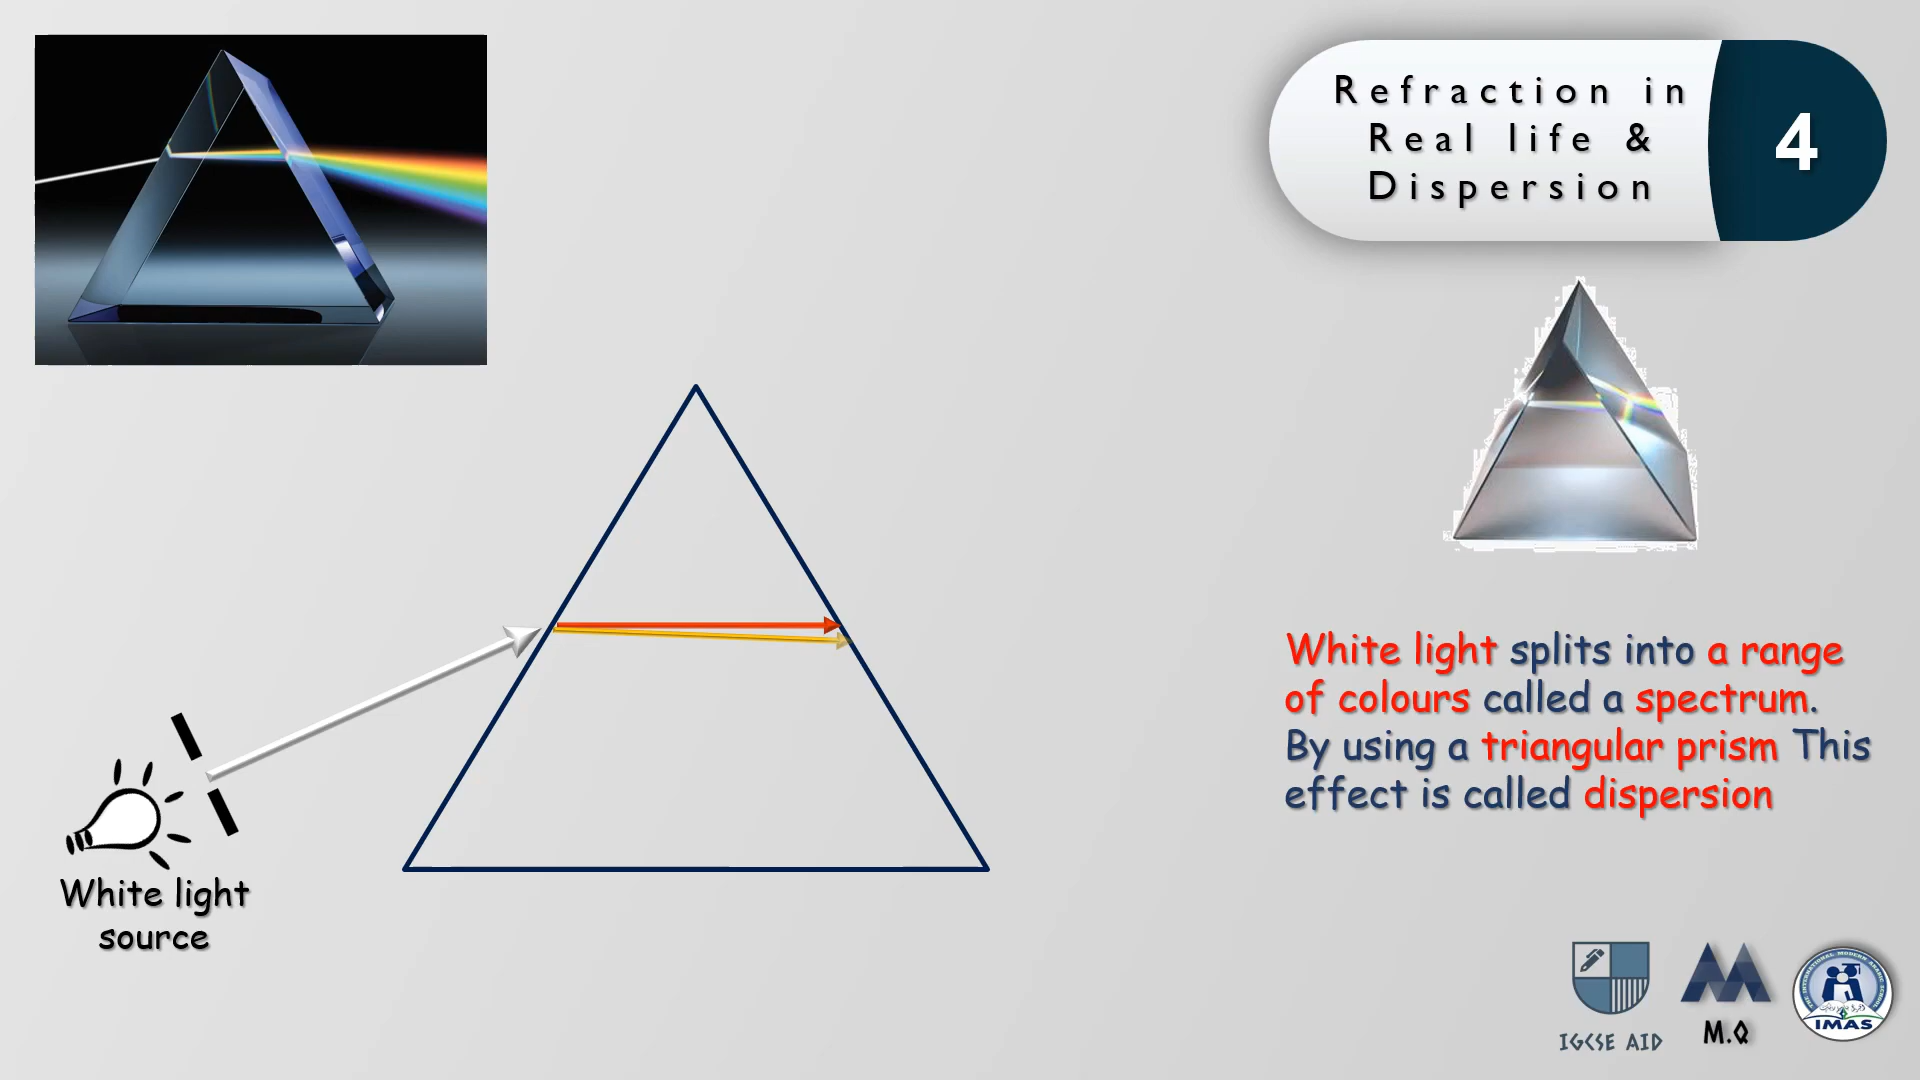 Refraction in
Real life &
Dispersion
4
White light splits into a range
of colours called a spectrum.
By using a triangular prism This
effect is called dispersion
White light
source
IGCSE AID
M.Q
IMAS